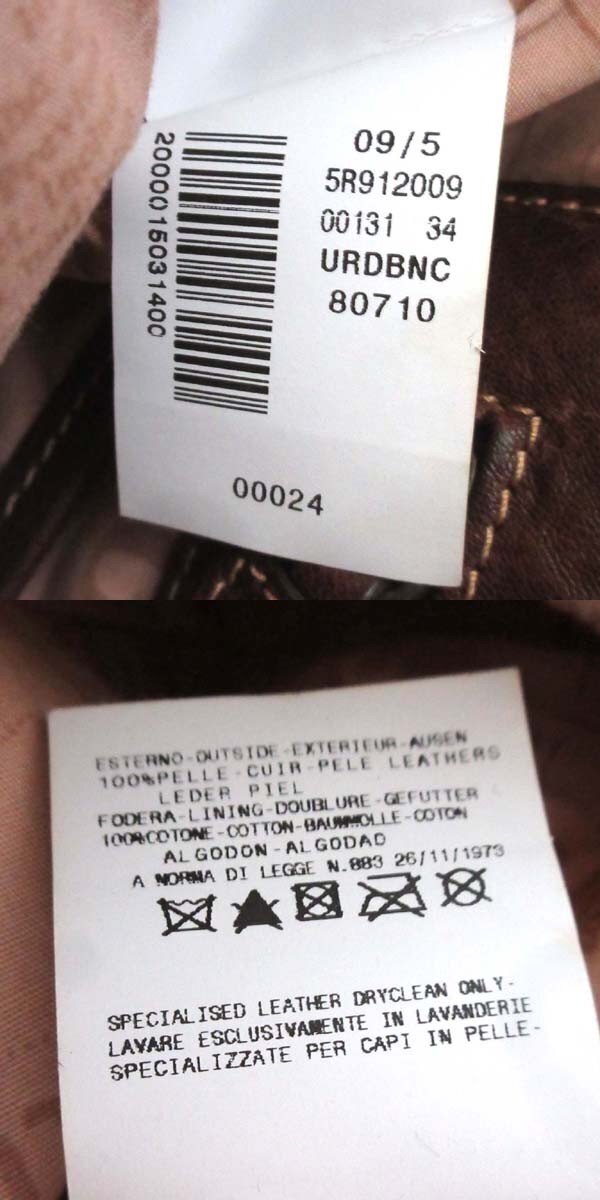 09/5
5R912009
00131 34
URDBNC
80710
2000015031400
00024
ESTERNO-OUTSIDE-EXTERIEUR-AUSEN
100%PELLE-CUIR-PELE LEATHERS
LEDER PIEL
FODERA-LINING-DOUBLURE-GEFUTTER
100%COTONE-COTTON-BAUMWOLLE-COTON
ALGODON-ALGODAO
A NORMA DI LEGGE N.883 26/11/1973
SPECIALISED LEATHER DRYCLEAN ONLY-
LAVARE ESCLUSIVAMENTE IN LAVANDERIE
SPECIALIZZATE PER CAPI IN PELLE-